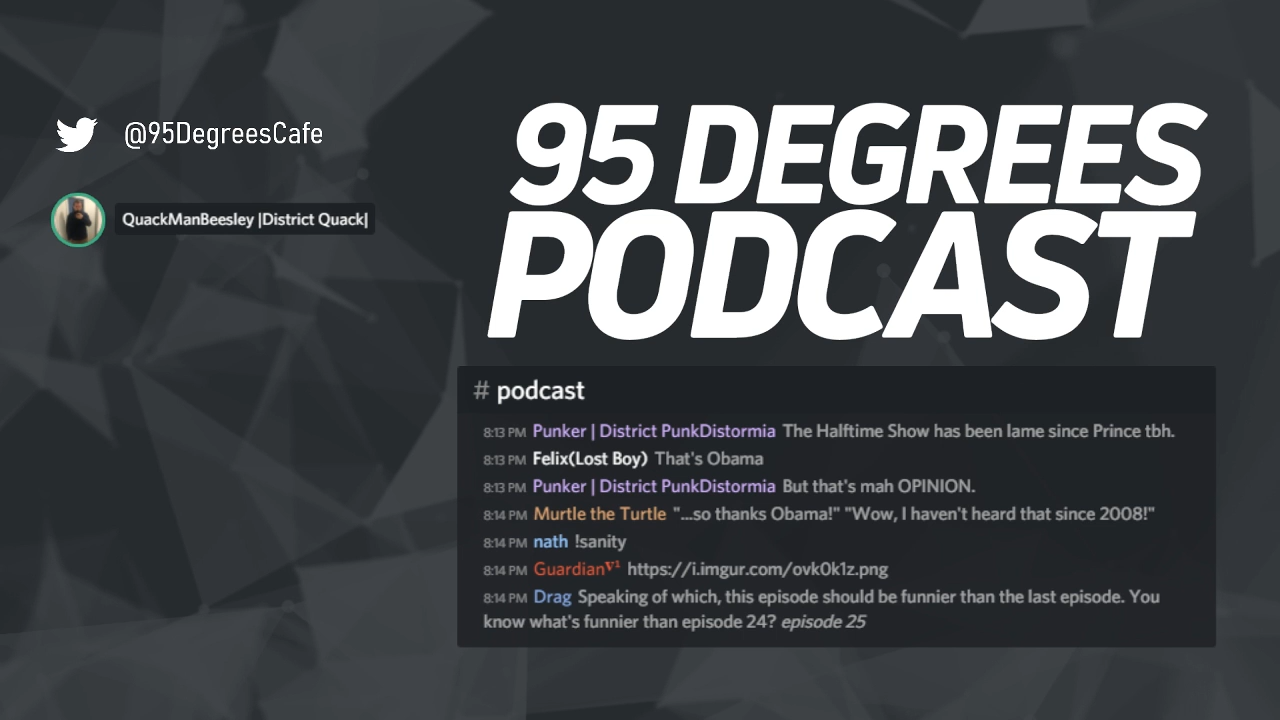 @95DegreesCafe
QuackManBeesley |District Quack|
95 DEGREES
PODCAST
# podcast
8:13 PM Punker | District PunkDistormia The Halftime Show has been lame since Prince tbh.
8:13 PM Felix(Lost Boy) That's Obama
8:13 PM Punker | District PunkDistormia But that's mah OPINION.
8:14 PM Murtle the Turtle "...so thanks Obama!" "Wow, I haven't heard that since 2008!"
8:14 PM nath !sanity
8:14 PM Guardianⱽ¹ https://i.imgur.com/ovk0k1z.png
8:14 PM Drag Speaking of which, this episode should be funnier than the last episode. You
know what's funnier than episode 24? episode 25